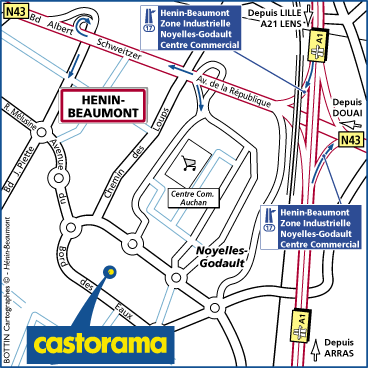 N43
Bd Albert
Schweitzer
17
Henin-Beaumont
Zone Industrielle
Noyelles-Godault
Centre Commercial
Depuis LILLE
A21 LENS
A1
Av. de la République
HENIN-
BEAUMONT
Depuis
DOUAI
N43
R. Mélusine
Bd J. Piette
Avenue
du
Bord
des
Eaux
Chemin
des
Loups
Centre Com.
Auchan
17
Henin-Beaumont
Zone Industrielle
Noyelles-Godault
Centre Commercial
Noyelles-
Godault
castorama
A1
Depuis
ARRAS
BOTTIN Cartographes © - Hénin-Beaumont